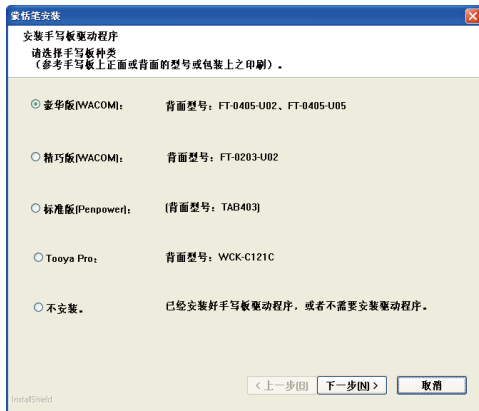 蒙恬笔安装
安装手写板驱动程序
请选择手写板种类
（参考手写板上正面或背面的型号或包装上之印刷）。
豪华版(WACOM)： 背面型号：FT-0405-U02、FT-0405-U05
精巧版(WACOM)： 背面型号：FT-0203-U02
标准版(Penpower)： (背面型号：TAB403)
Tooya Pro： 背面型号：WCK-C121C
不安装。 已经安装好手写板驱动程序，或者不需要安装驱动程序。
<上一步(B) 下一步(N)> 取消
InstallShield